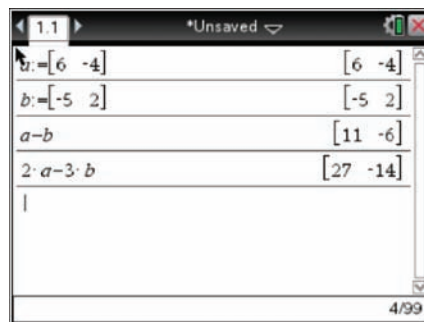 1.1 *Unsaved
a:=[6 -4] [6 -4]
b:=[-5 2] [-5 2]
a-b [11 -6]
2·a-3·b [27 -14]
4/99